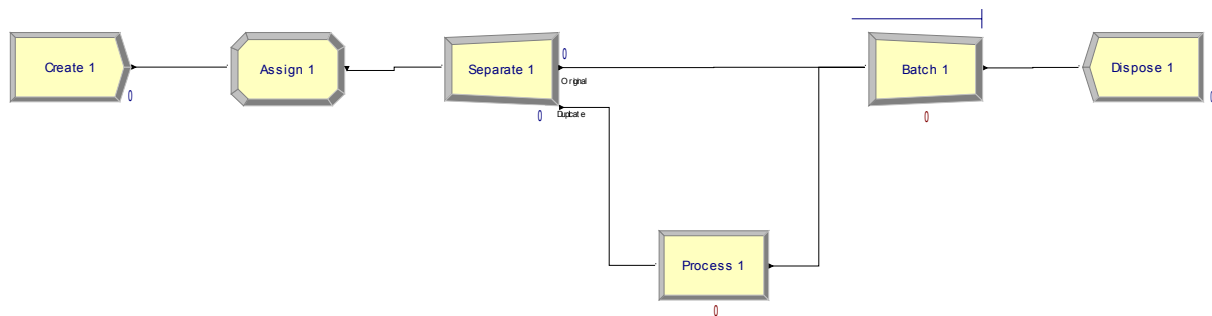 Create 1
0
Assign 1
Separate 1
0
Original
Duplicate
0
Batch 1
0
Dispose 1
0
Process 1
0